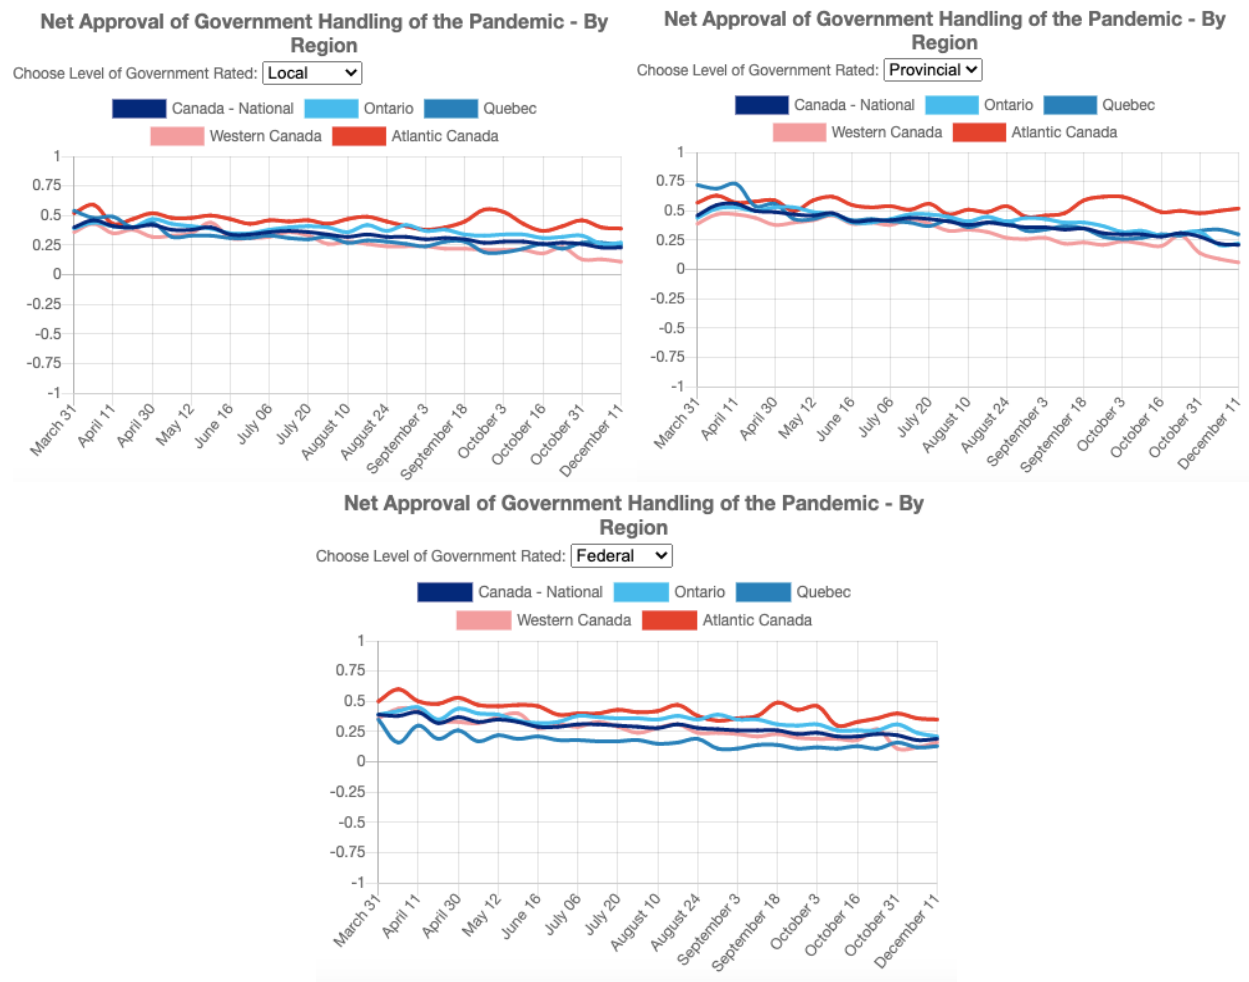 Net Approval of Government Handling of the Pandemic - By
Region
Choose Level of Government Rated: Local
Canada - National Ontario Quebec
Western Canada Atlantic Canada
1
0.75
0.5
0.25
0
-0.25
-0.5
-0.75
-1
March 31
April 11
April 30
May 12
June 16
July 06
July 20
August 10
August 24
September 3
September 18
October 3
October 16
October 31
December 11
Net Approval of Government Handling of the Pandemic - By
Region
Choose Level of Government Rated: Provincial
Canada - National Ontario Quebec
Western Canada Atlantic Canada
1
0.75
0.5
0.25
0
-0.25
-0.5
-0.75
-1
March 31
April 11
April 30
May 12
June 16
July 06
July 20
August 10
August 24
September 3
September 18
October 3
October 16
October 31
December 11
Net Approval of Government Handling of the Pandemic - By
Region
Choose Level of Government Rated: Federal
Canada - National Ontario Quebec
Western Canada Atlantic Canada
1
0.75
0.5
0.25
0
-0.25
-0.5
-0.75
-1
March 31
April 11
April 30
May 12
June 16
July 06
July 20
August 10
August 24
September 3
September 18
October 3
October 16
October 31
December 11